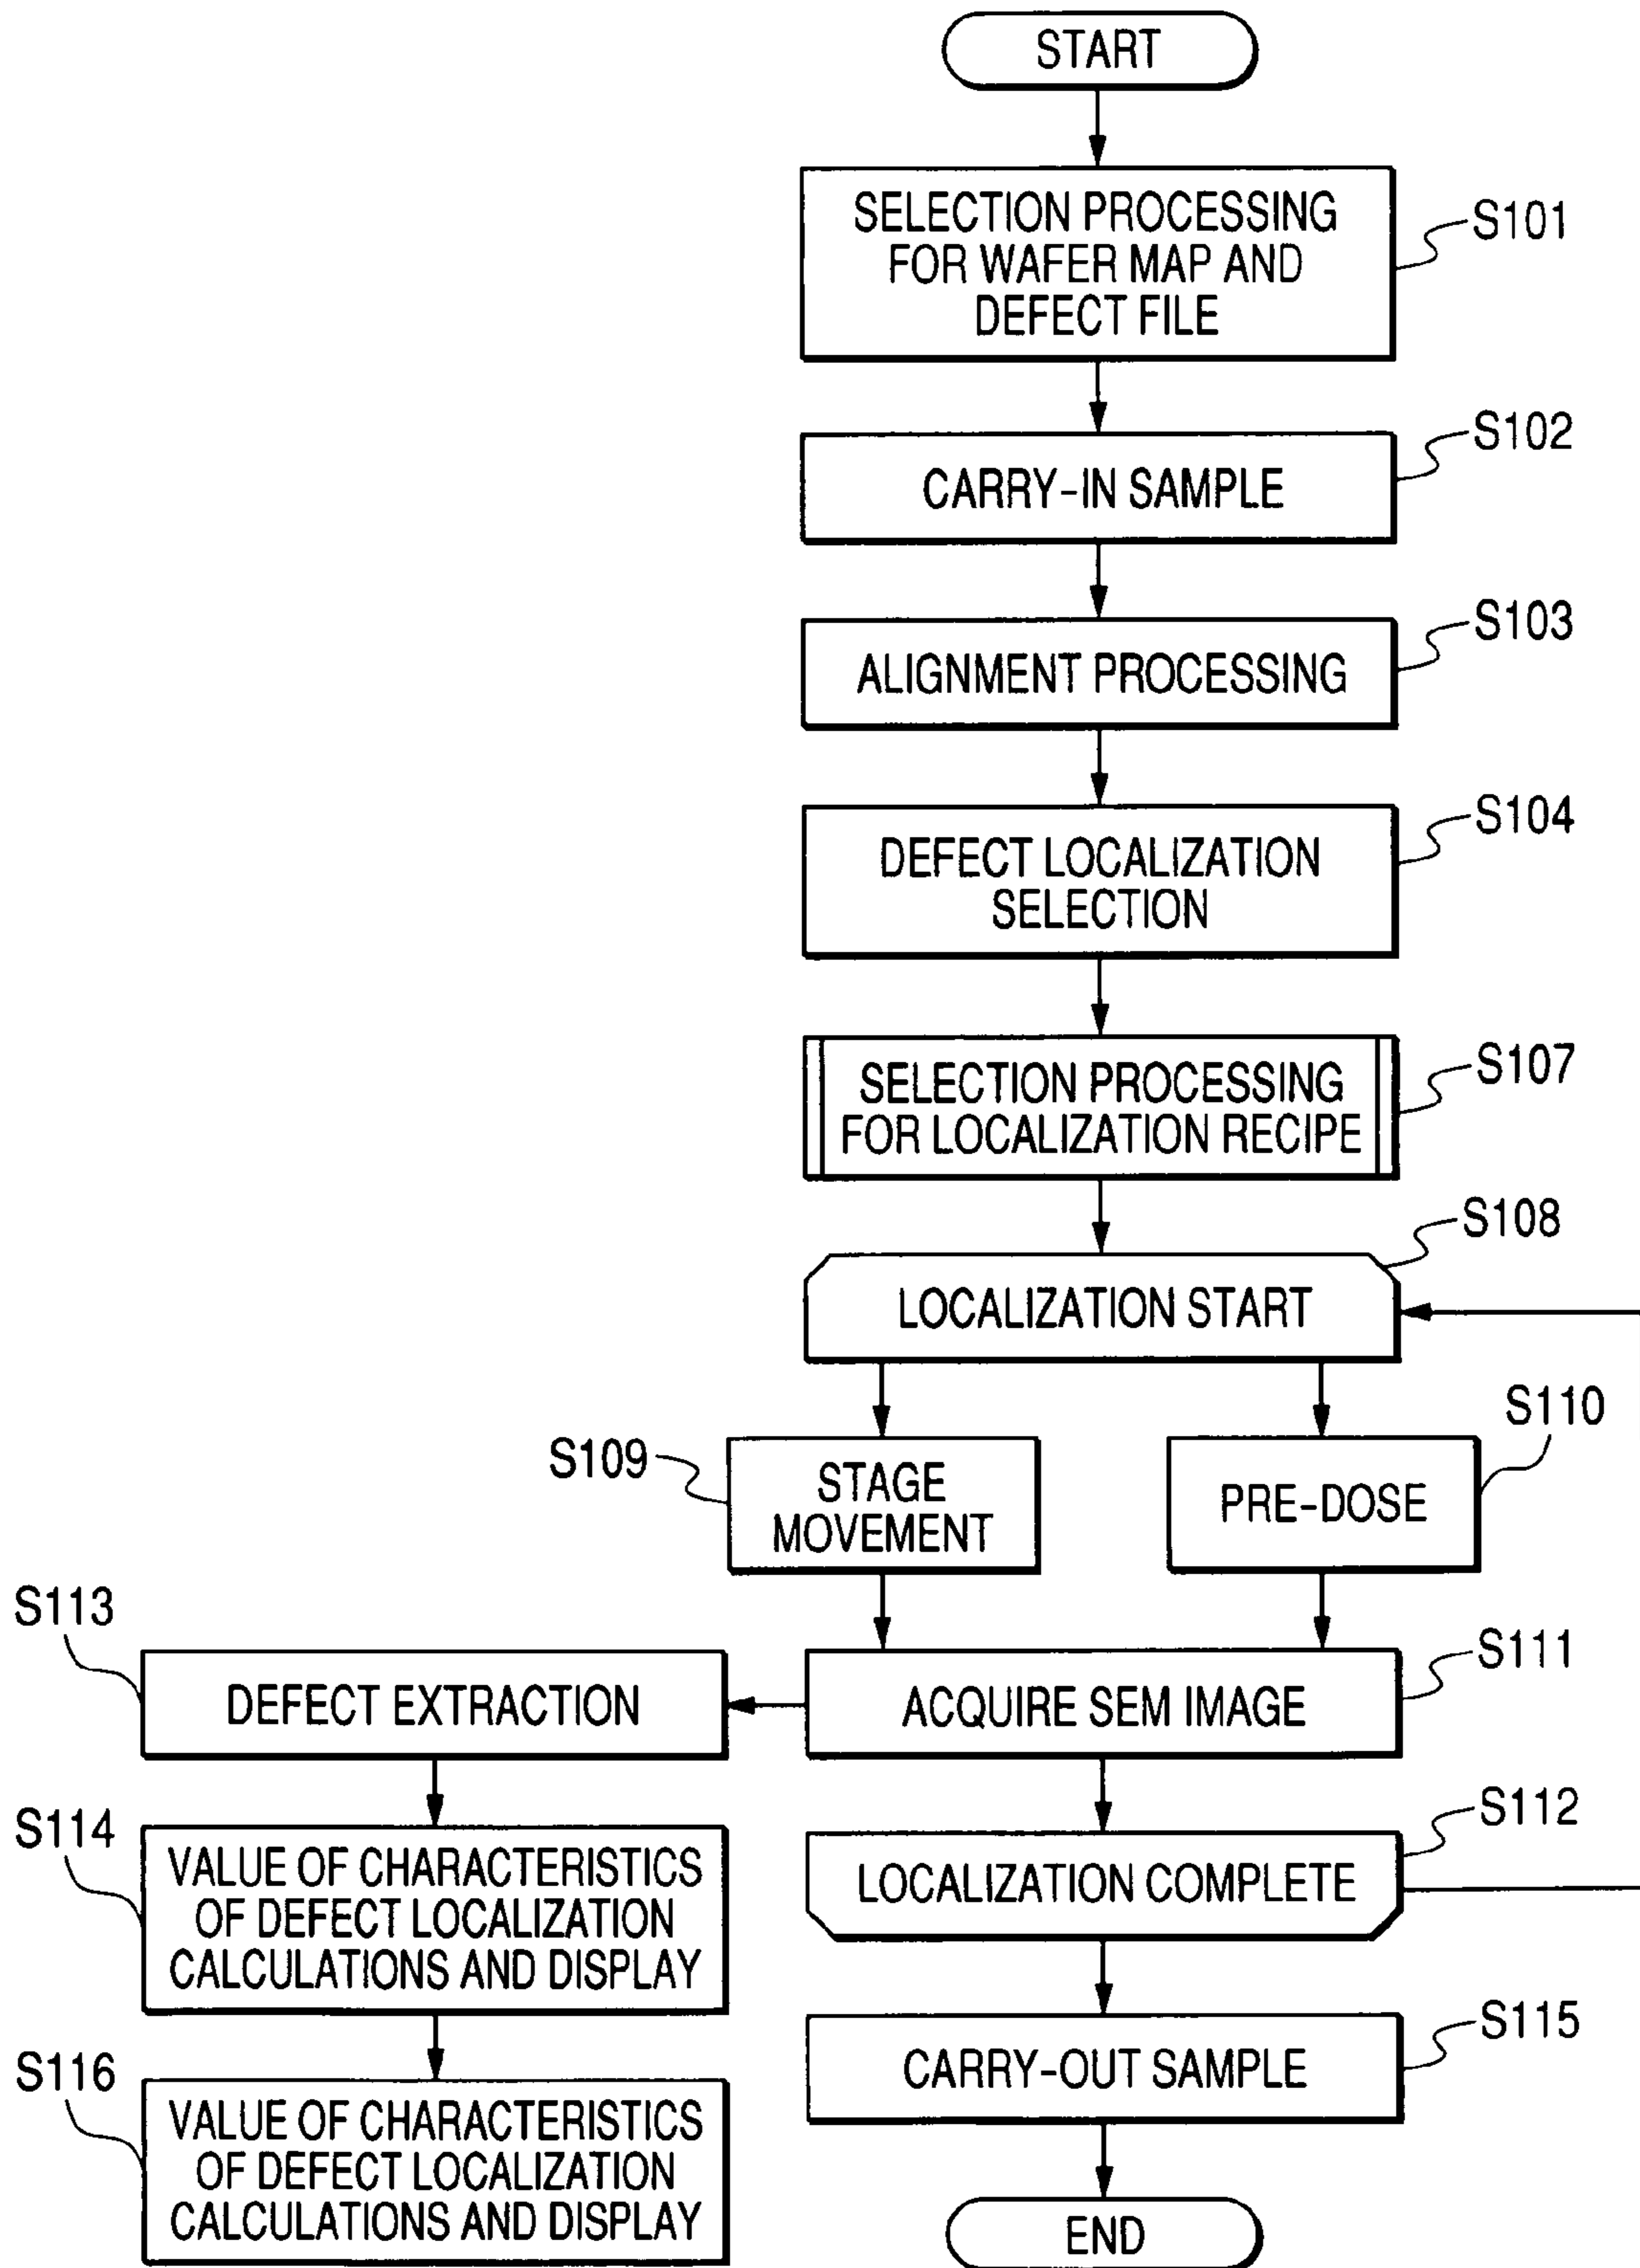 START
SELECTION PROCESSING
FOR WAFER MAP AND
DEFECT FILE
S101
CARRY-IN SAMPLE
S102
ALIGNMENT PROCESSING
S103
DEFECT LOCALIZATION
SELECTION
S104
SELECTION PROCESSING
FOR LOCALIZATION RECIPE
S107
LOCALIZATION START
S108
S109
STAGE
MOVEMENT
PRE-DOSE
S110
S113
DEFECT EXTRACTION
ACQUIRE SEM IMAGE
S111
S114
VALUE OF CHARACTERISTICS
OF DEFECT LOCALIZATION
CALCULATIONS AND DISPLAY
LOCALIZATION COMPLETE
S112
S116
VALUE OF CHARACTERISTICS
OF DEFECT LOCALIZATION
CALCULATIONS AND DISPLAY
CARRY-OUT SAMPLE
S115
END